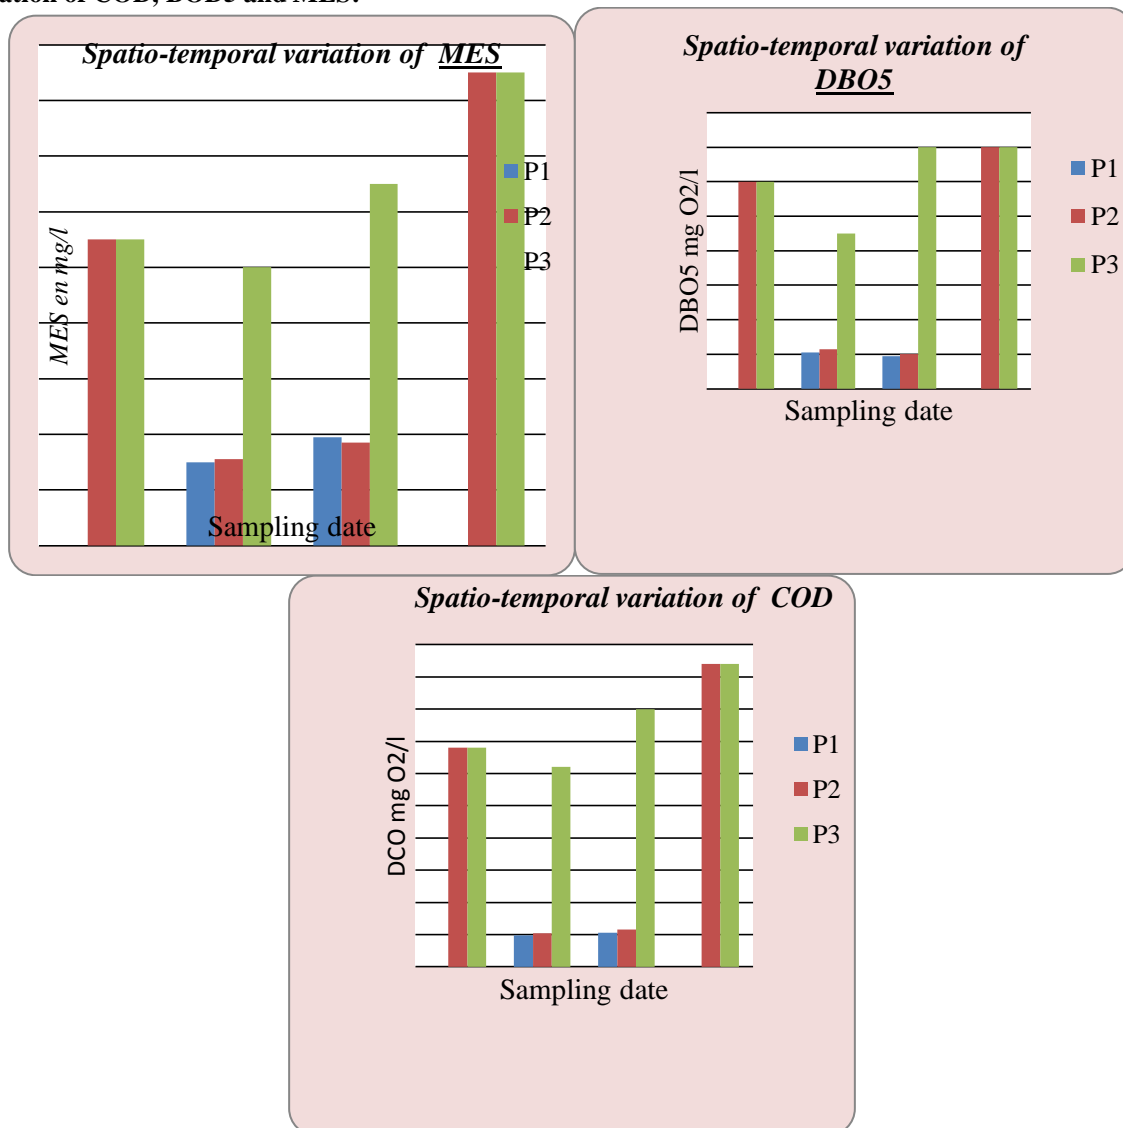 Spatio-temporal variation of MES
MES en mg/l
P1
P2
P3
Sampling date
Spatio-temporal variation of
DBO5
DBO5 mg O2/l
P1
P2
P3
Sampling date
Spatio-temporal variation of COD
DCO mg O2/l
P1
P2
P3
Sampling date